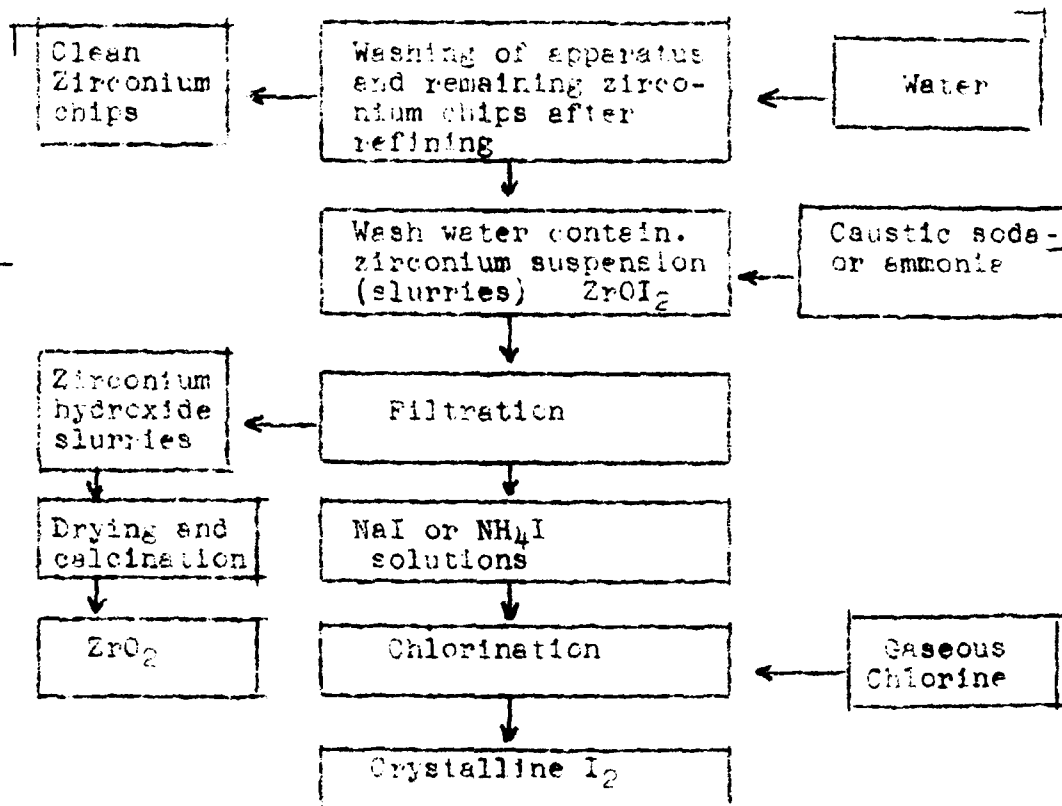 Clean
Zirconium
chips
Washing of apparatus
and remaining zirco-
nium chips after
refining
Water
Wash water contain.
zirconium suspension
(slurries) ZrOI₂
Caustic soda-
or ammonia
Zirconium
hydroxide
slurries
Filtration
Drying and
calcination
NaI or NH₄I
solutions
ZrO₂
Chlorination
Gaseous
Chlorine
Crystalline I₂